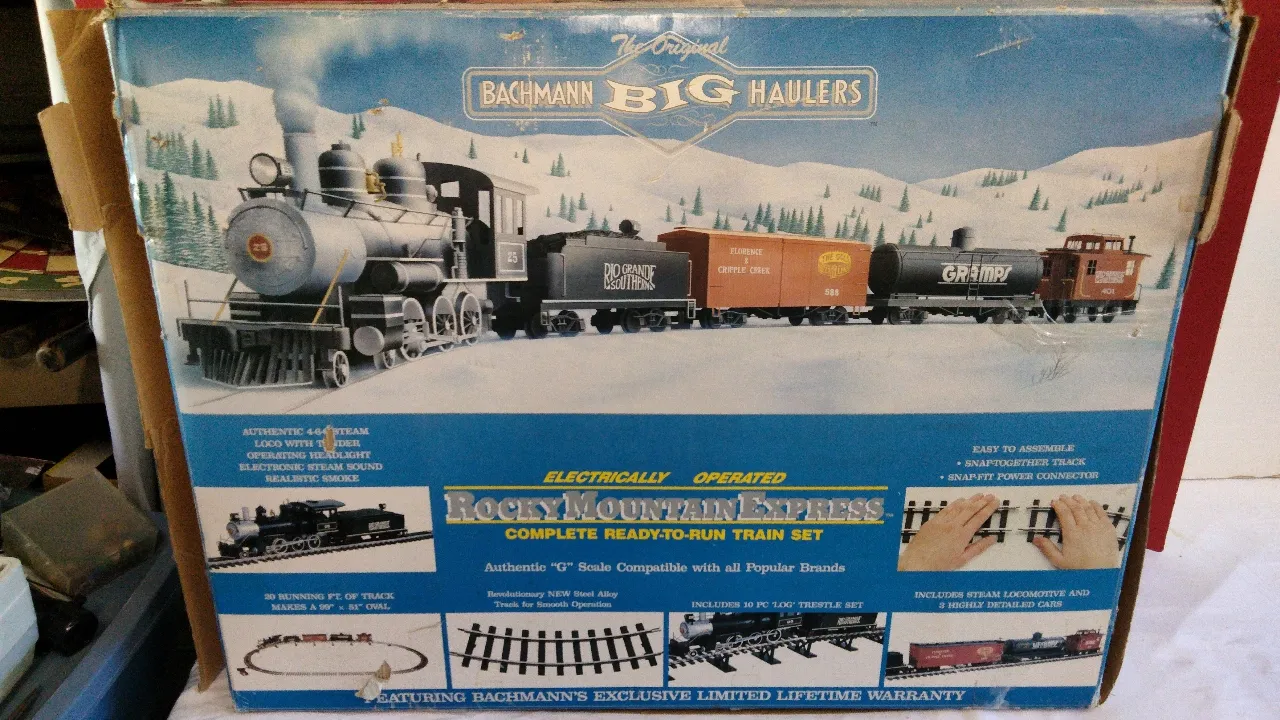 The Original
BACHMANN BIG HAULERS
25
25
RIO GRANDE
SOUTHERN
FLORENCE
&
CRIPPLE CREEK
588
GRAMPS
401
AUTHENTIC 4-6-0 STEAM
LOCO WITH TENDER
OPERATING HEADLIGHT
ELECTRONIC STEAM SOUND
REALISTIC SMOKE
EASY TO ASSEMBLE
• SNAP-TOGETHER TRACK
• SNAP-FIT POWER CONNECTOR
ELECTRICALLY OPERATED
ROCKY MOUNTAIN EXPRESS
COMPLETE READY-TO-RUN TRAIN SET
Authentic "G" Scale Compatible with all Popular Brands
20 RUNNING FT. OF TRACK
MAKES A 99" x 51" OVAL
Revolutionary NEW Steel Alloy
Track for Smooth Operation
INCLUDES 10 PC 'LOG' TRESTLE SET
INCLUDES STEAM LOCOMOTIVE AND
3 HIGHLY DETAILED CARS
FEATURING BACHMANN'S EXCLUSIVE LIMITED LIFETIME WARRANTY